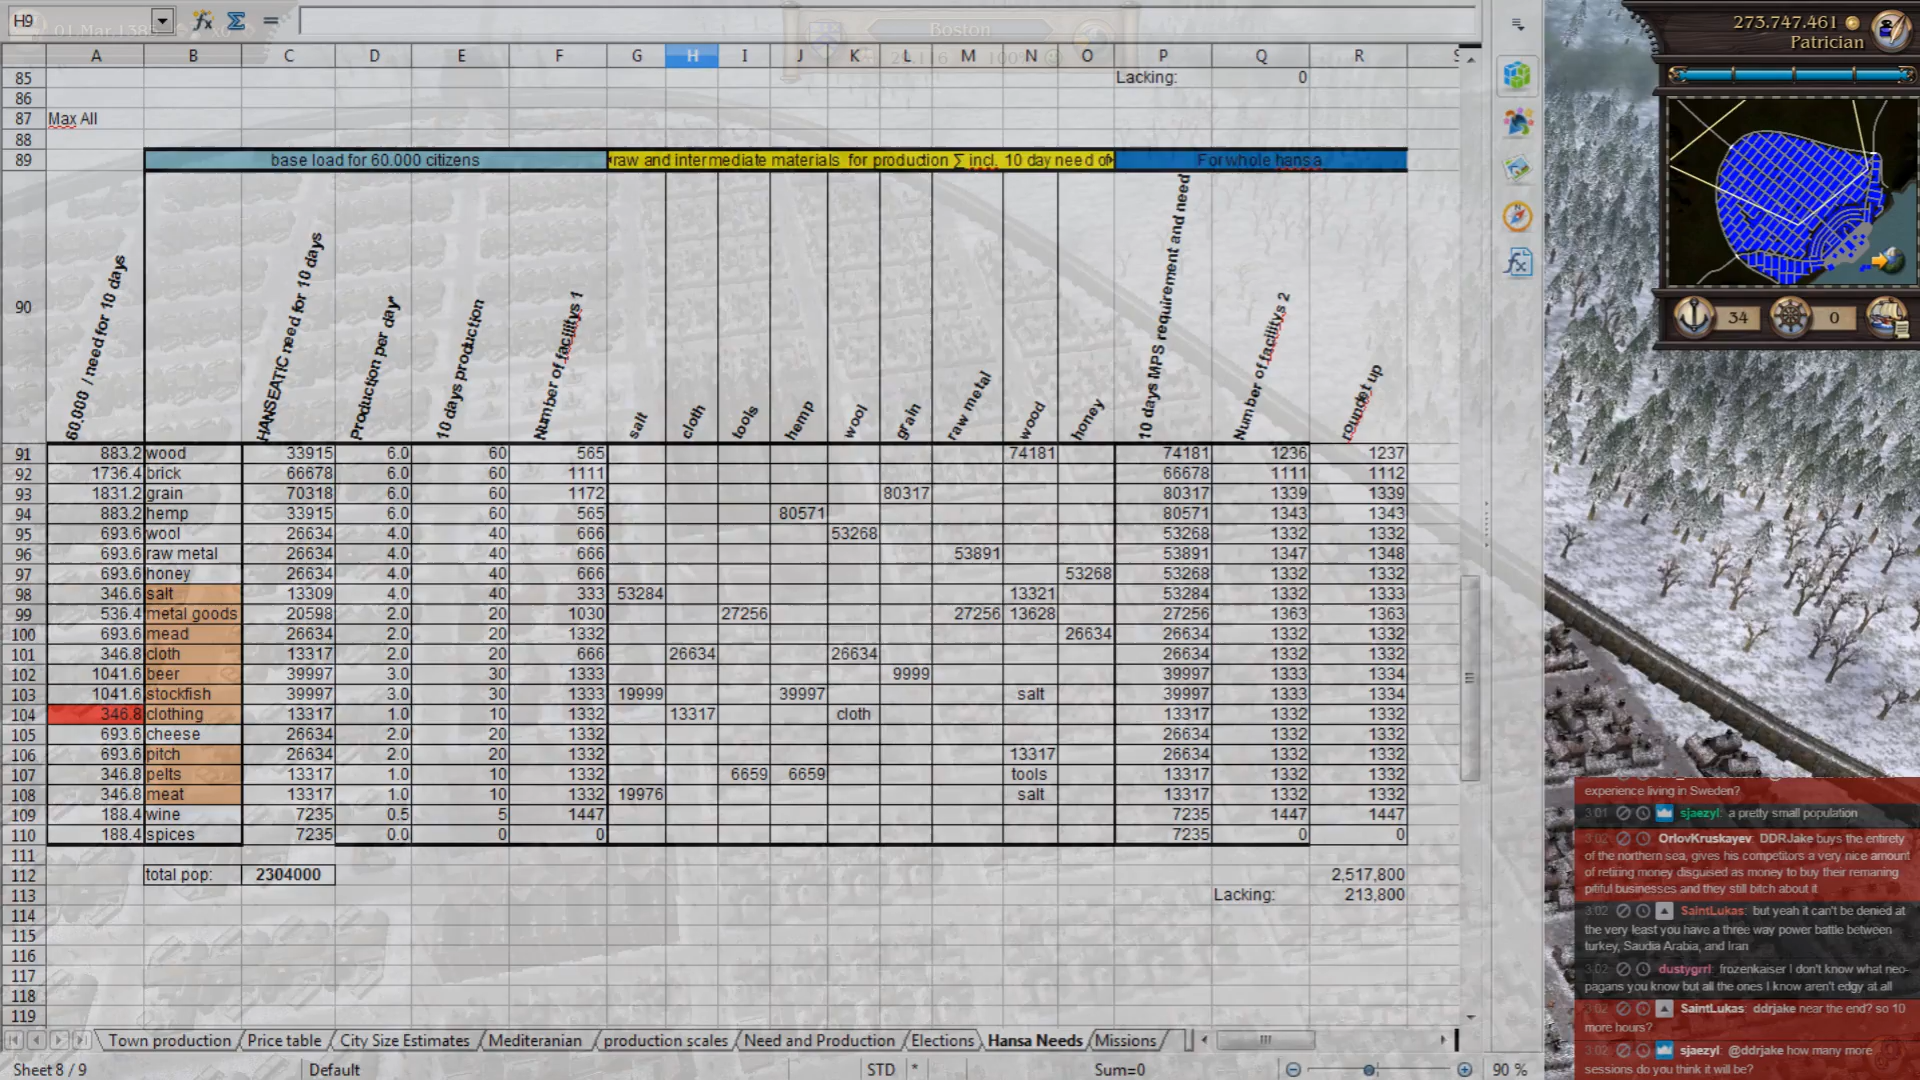 H9
01.Mar.138
Boston
A B C D E F G H I J K L M N O P Q R S
85 Lacking: 0
86
87 Max All
88
89 base load for 60.000 citizens raw and intermediate materials for production ∑ incl. 10 day need of For whole hansa
90 60.000 / need for 10 days HANSEATIC need for 10 days Production per day* 10 days production Number of facilitys 1 salt cloth tools hemp wool grain raw metal wood honey 10 days MPS requirement and need Number of facilitys 2 roundet up
91 883.2 wood 33915 6.0 60 565 74181 74181 1236 1237
92 1736.4 brick 66678 6.0 60 1111 66678 1111 1112
93 1831.2 grain 70318 6.0 60 1172 80317 80317 1339 1339
94 883.2 hemp 33915 6.0 60 565 80571 80571 1343 1343
95 693.6 wool 26634 4.0 40 666 53268 53268 1332 1332
96 693.6 raw metal 26634 4.0 40 666 53891 53891 1347 1348
97 693.6 honey 26634 4.0 40 666 53268 53268 1332 1332
98 346.6 salt 13309 4.0 40 333 53284 13321 53284 1332 1333
99 536.4 metal goods 20598 2.0 20 1030 27256 27256 13628 27256 1363 1363
100 693.6 mead 26634 2.0 20 1332 26634 26634 1332 1332
101 346.8 cloth 13317 2.0 20 666 26634 26634 26634 1332 1332
102 1041.6 beer 39997 3.0 30 1333 9999 39997 1333 1334
103 1041.6 stockfish 39997 3.0 30 1333 19999 39997 salt 39997 1333 1334
104 346.8 clothing 13317 1.0 10 1332 13317 cloth 13317 1332 1332
105 693.6 cheese 26634 2.0 20 1332 26634 1332 1332
106 693.6 pitch 26634 2.0 20 1332 13317 26634 1332 1332
107 346.8 pelts 13317 1.0 10 1332 6659 6659 tools 13317 1332 1332
108 346.8 meat 13317 1.0 10 1332 19976 salt 13317 1332 1332
109 188.4 wine 7235 0.5 5 1447 7235 1447 1447
110 188.4 spices 7235 0.0 0 0 7235 0 0
111
112 total pop: 2304000 2,517,800
113 Lacking: 213,800
114
115
116
117
118
119
Town production Price table City Size Estimates Mediteranian production scales Need and Production Elections Hansa Needs Missions
Sheet 8 / 9 Default STD * Sum=0 90 %
273.747.461
Patrician
34 0
experience living in Sweden?
3:01 sjaezyl: a pretty small population
3:02 OrlovKruskayev: DDRJake buys the entirety
of the northern sea, gives his competitors a very nice amount
of retiring money disguised as money to buy their remaning
pitiful businesses and they still bitch about it
3:02 SaintLukas: but yeah it can't be denied at
the very least you have a three way power battle between
turkey, Saudia Arabia, and Iran
3:02 dustygrrl: frozenkaiser I don't know what neo-
pagans you know but all the ones I know aren't edgy at all
3:02 SaintLukas: ddrjake near the end? so 10
more hours?
3:02 sjaezyl: @ddrjake how many more
sessions do you think it will be?